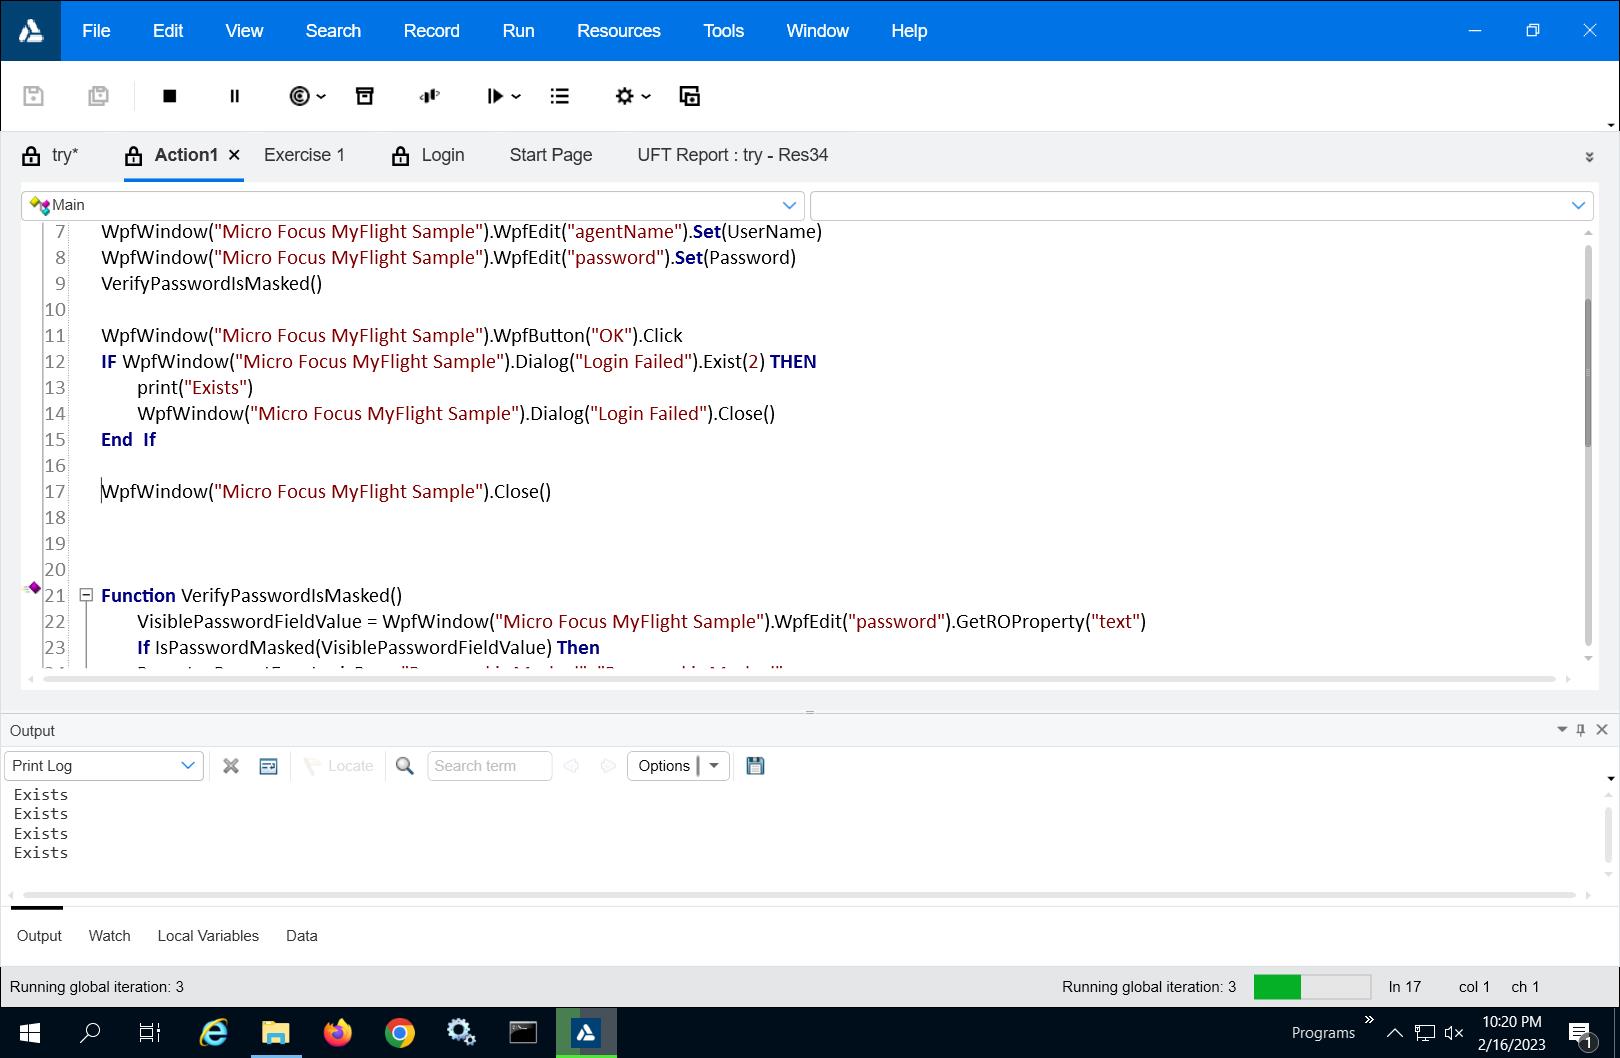 File Edit View Search Record Run Resources Tools Window Help
try* Action1 Exercise 1 Login Start Page UFT Report : try - Res34
Main
7 WpfWindow("Micro Focus MyFlight Sample").WpfEdit("agentName").Set(UserName)
8 WpfWindow("Micro Focus MyFlight Sample").WpfEdit("password").Set(Password)
9 VerifyPasswordIsMasked()
10
11 WpfWindow("Micro Focus MyFlight Sample").WpfButton("OK").Click
12 IF WpfWindow("Micro Focus MyFlight Sample").Dialog("Login Failed").Exist(2) THEN
13 print("Exists")
14 WpfWindow("Micro Focus MyFlight Sample").Dialog("Login Failed").Close()
15 End If
16
17 WpfWindow("Micro Focus MyFlight Sample").Close()
18
19
20
21 Function VerifyPasswordIsMasked()
22 VisiblePasswordFieldValue = WpfWindow("Micro Focus MyFlight Sample").WpfEdit("password").GetROProperty("text")
23 If IsPasswordMasked(VisiblePasswordFieldValue) Then
Output
Print Log Locate Search term Options
Exists
Exists
Exists
Exists
Output Watch Local Variables Data
Running global iteration: 3 Running global iteration: 3 ln 17 col 1 ch 1
Programs 10:20 PM
2/16/2023 1